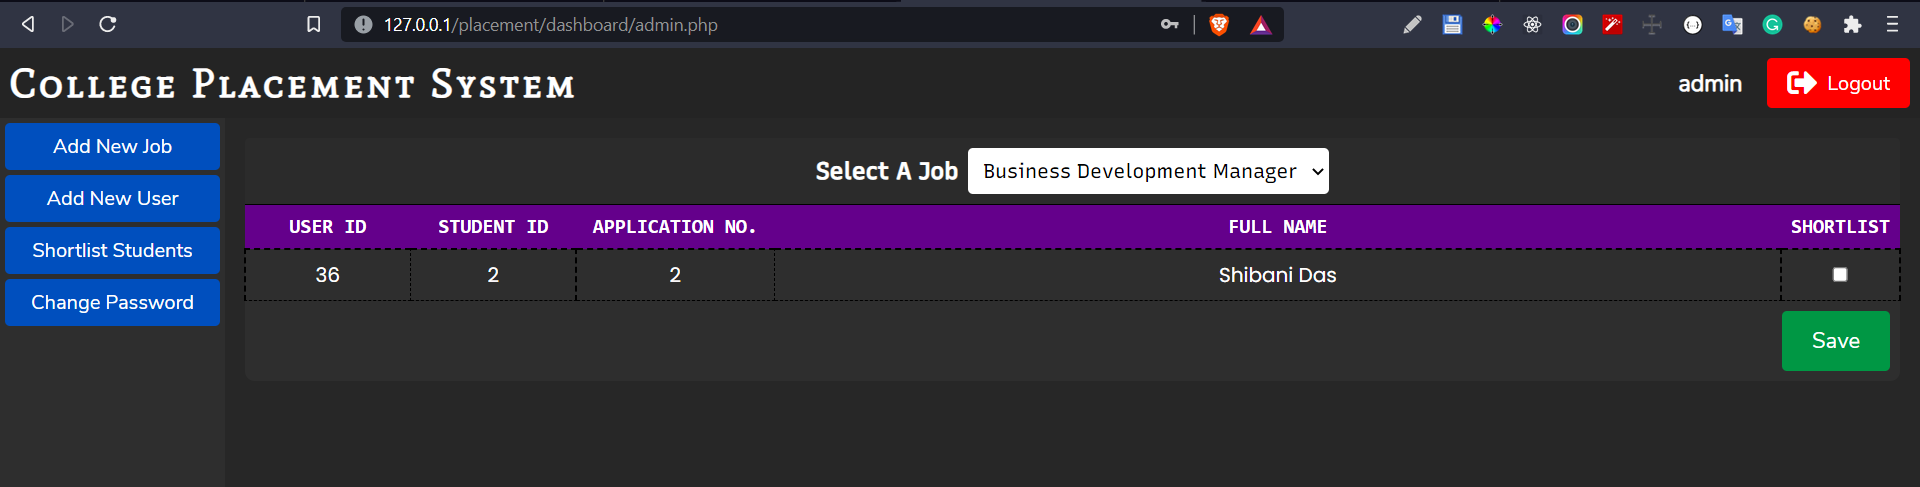 127.0.0.1/placement/dashboard/admin.php
College Placement System
admin
Logout
Add New Job
Add New User
Shortlist Students
Change Password
Select A Job Business Development Manager
USER ID STUDENT ID APPLICATION NO. FULL NAME SHORTLIST
36 2 2 Shibani Das
Save